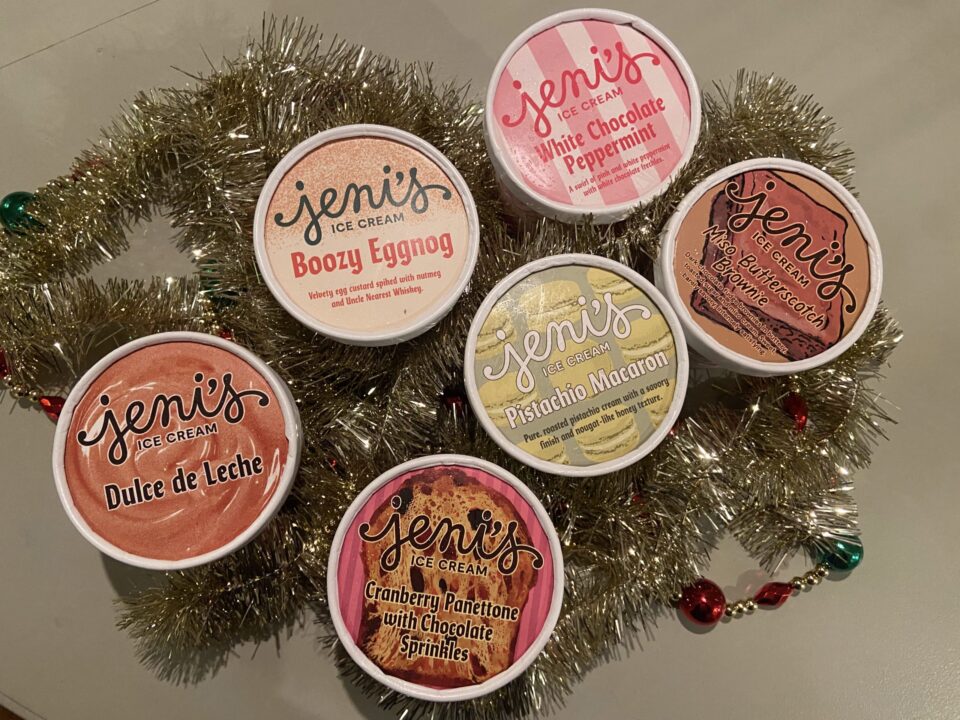 jeni's
ICE CREAM
White Chocolate
Peppermint
A swirl of pink and white peppermint
with white chocolate freckles.
jeni's
ICE CREAM
Boozy Eggnog
Velvety egg custard spiked with nutmeg
and Uncle Nearest Whiskey.
jeni's
ICE CREAM
Miso Butterscotch
Brownie
jeni's
ICE CREAM
Pistachio Macaron
Pure, roasted pistachio cream with a savory
finish and nougat-like honey texture.
jeni's
ICE CREAM
Dulce de Leche
jeni's
ICE CREAM
Cranberry Panettone
with Chocolate
Sprinkles